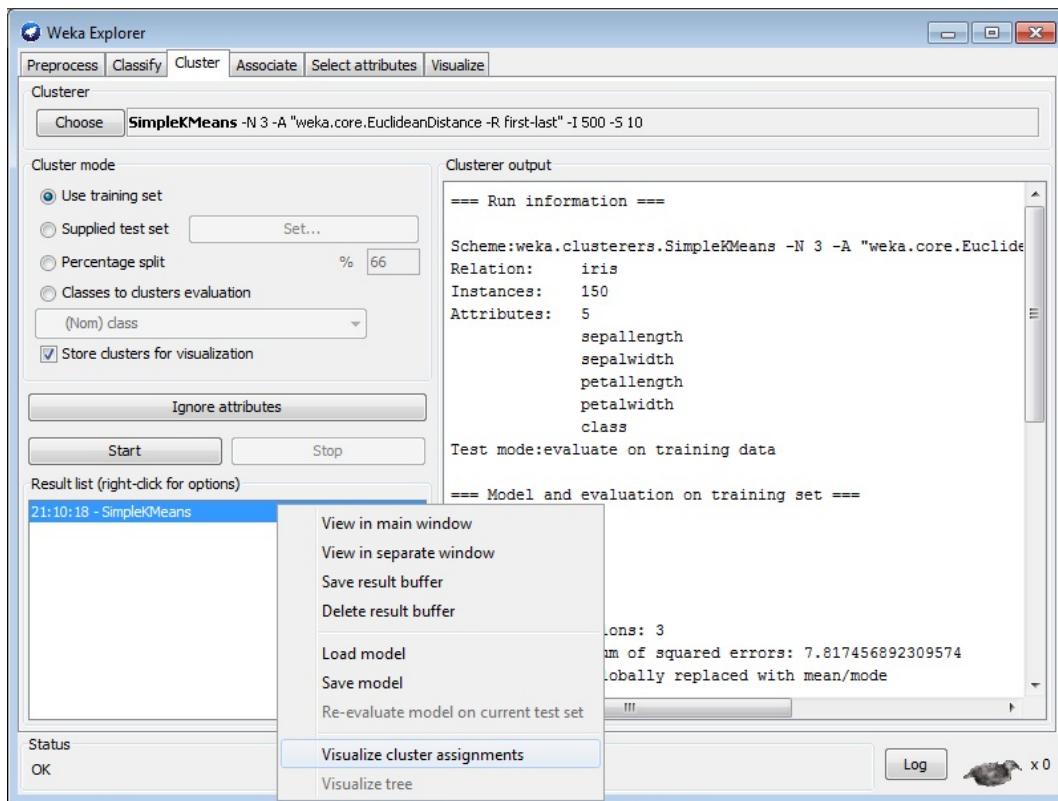 Weka Explorer
Preprocess Classify Cluster Associate Select attributes Visualize
Clusterer
Choose SimpleKMeans -N 3 -A "weka.core.EuclideanDistance -R first-last" -I 500 -S 10
Cluster mode
Use training set
Supplied test set Set...
Percentage split % 66
Classes to clusters evaluation
(Nom) class
Store clusters for visualization
Ignore attributes
Start Stop
Result list (right-click for options)
21:10:18 - SimpleKMeans
View in main window
View in separate window
Save result buffer
Delete result buffer
Load model
Save model
Re-evaluate model on current test set
Visualize cluster assignments
Visualize tree
Clusterer output
=== Run information ===
Scheme:weka.clusterers.SimpleKMeans -N 3 -A "weka.core.Euclide
Relation: iris
Instances: 150
Attributes: 5
sepallength
sepalwidth
petallength
petalwidth
class
Test mode:evaluate on training data
=== Model and evaluation on training set ===
ions: 3
um of squared errors: 7.817456892309574
lobally replaced with mean/mode
Status
OK
Log
x 0